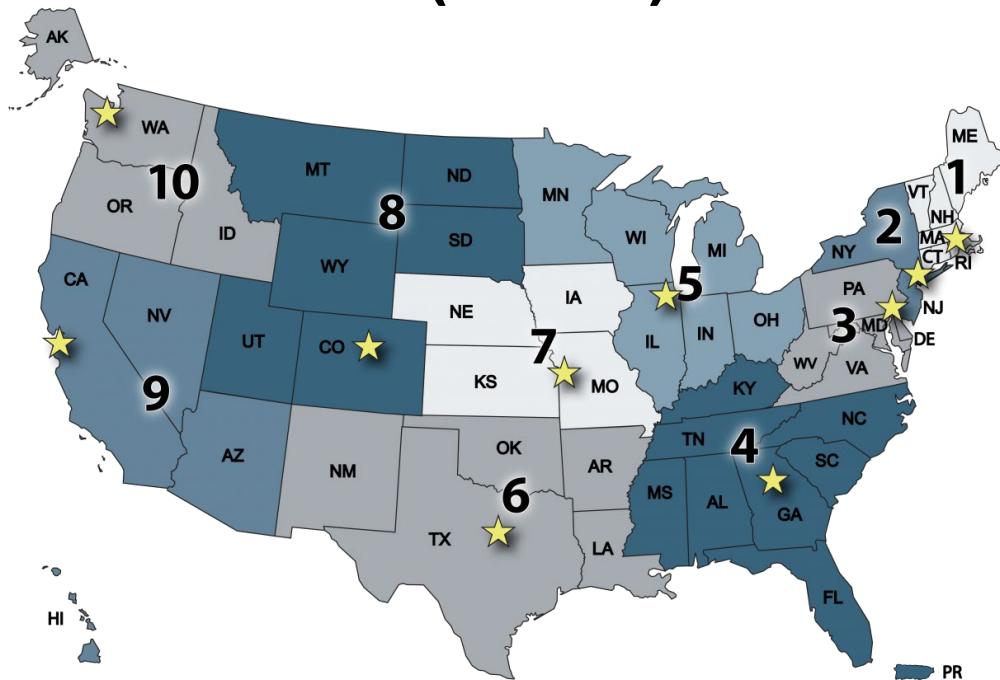 AK
WA
ME
10
MT
ND
VT
1
OR
MN
NH
8
2
ID
WI
MI
MA
SD
NY
CT
RI
WY
CA
5
PA
NE
IA
NJ
NV
3
MD
OH
UT
CO
7
IL
IN
DE
WV
VA
KS
MO
KY
9
NC
TN
4
OK
AZ
NM
AR
SC
6
MS
AL
GA
TX
LA
FL
HI
PR